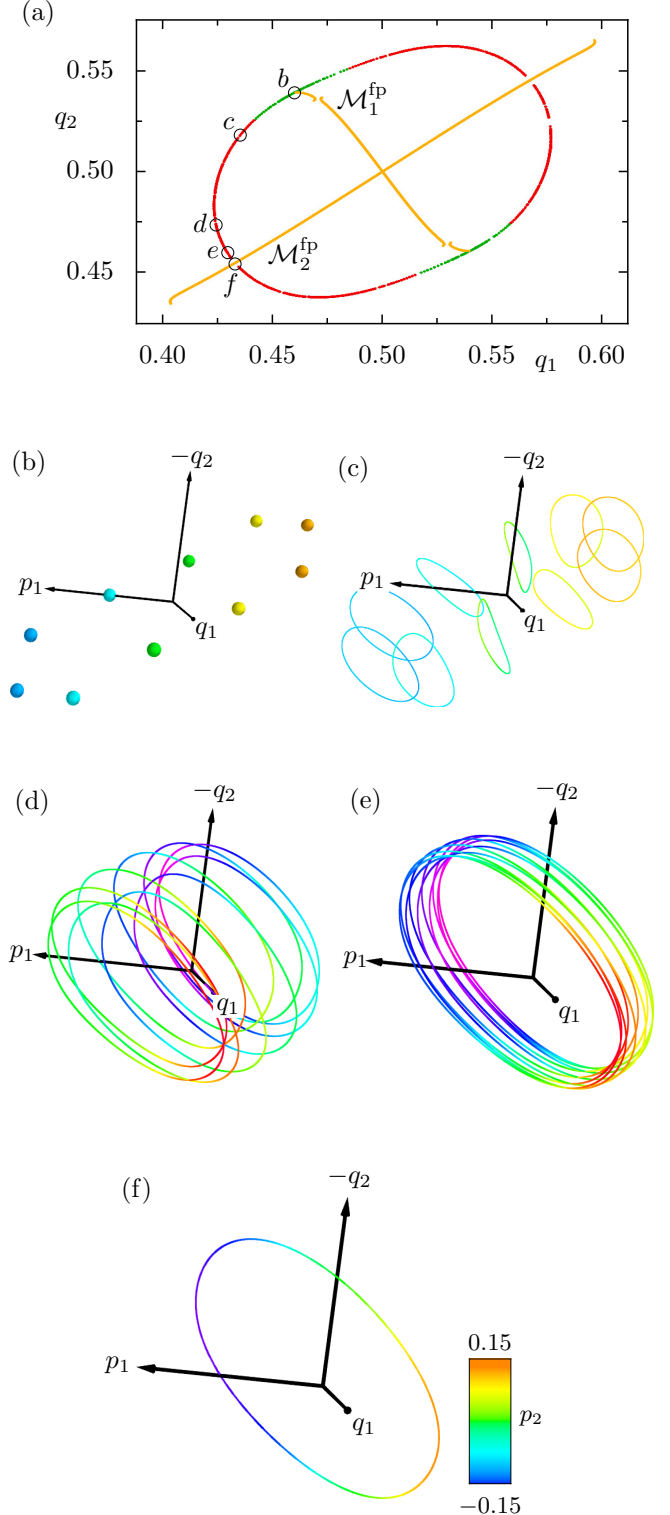 (a)
0.55
q₂
0.50
0.45
b
c
d
e
f
ℳ₁ᶠᵖ
ℳ₂ᶠᵖ
0.40 0.45 0.50 q₁ 0.55 0.60
(b)
−q₂
p₁
q₁
(c)
−q₂
p₁
q₁
(d)
−q₂
p₁
q₁
(e)
−q₂
p₁
q₁
(f)
−q₂
p₁
q₁
0.15
p₂
−0.15